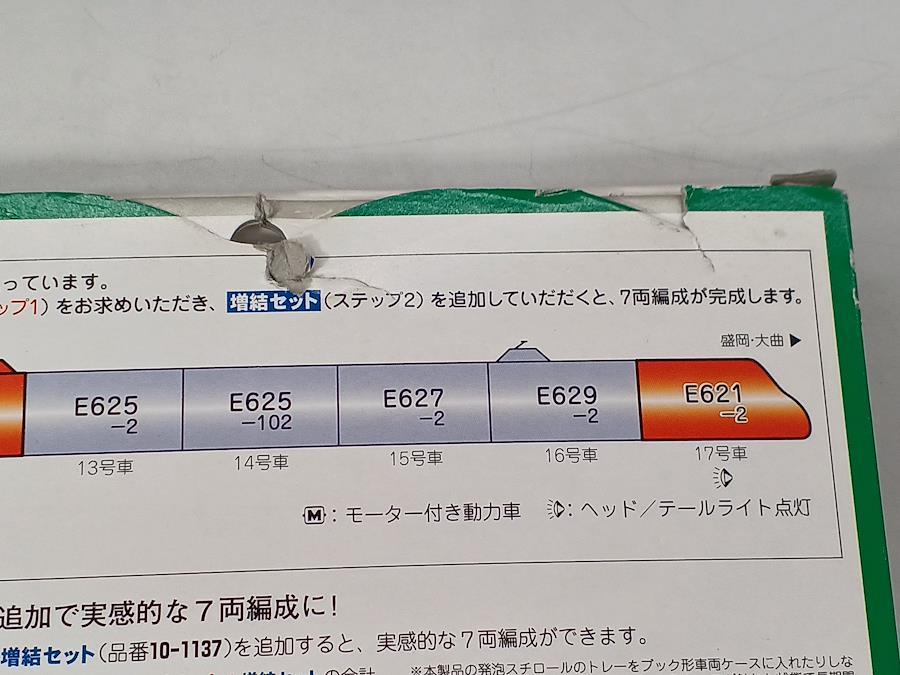 っています。
ップ1）をお求めいただき、増結セット（ステップ2）を追加していだだくと、7両編成が完成します。
盛岡・大曲▶
E625 -2
E625 -102
E627 -2
E629 -2
E621 -2
13号車
14号車
15号車
16号車
17号車
M：モーター付き動力車
：ヘッド／テールライト点灯
追加で実感的な７両編成に！
増結セット（品番10-1137）を追加すると、実感的な７両編成ができます。
※本製品の発泡スチロールのトレーをブック形車両ケースに入れたりしな